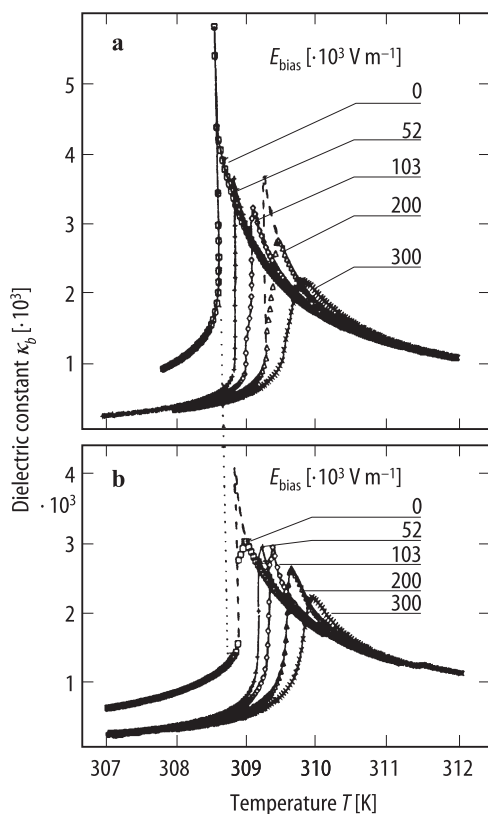 a
E_bias [·10³ V m⁻¹]
0
52
103
200
300
5
4
3
2
1
Dielectric constant κ_b [·10³]
b
E_bias [·10³ V m⁻¹]
0
52
103
200
300
4
· 10³
3
2
1
307 308 309 310 311 312
Temperature T [K]